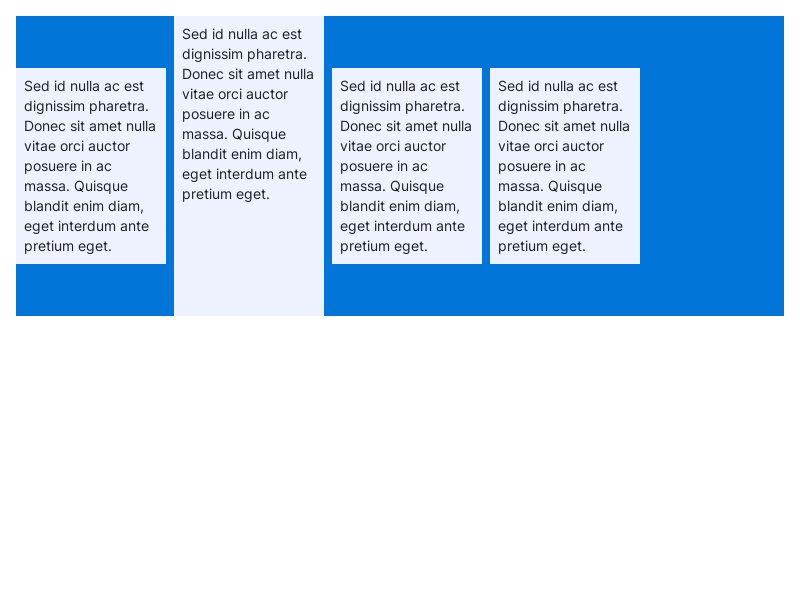 Sed id nulla ac est
dignissim pharetra.
Donec sit amet nulla
vitae orci auctor
posuere in ac
massa. Quisque
blandit enim diam,
eget interdum ante
pretium eget.
Sed id nulla ac est
dignissim pharetra.
Donec sit amet nulla
vitae orci auctor
posuere in ac
massa. Quisque
blandit enim diam,
eget interdum ante
pretium eget.
Sed id nulla ac est
dignissim pharetra.
Donec sit amet nulla
vitae orci auctor
posuere in ac
massa. Quisque
blandit enim diam,
eget interdum ante
pretium eget.
Sed id nulla ac est
dignissim pharetra.
Donec sit amet nulla
vitae orci auctor
posuere in ac
massa. Quisque
blandit enim diam,
eget interdum ante
pretium eget.